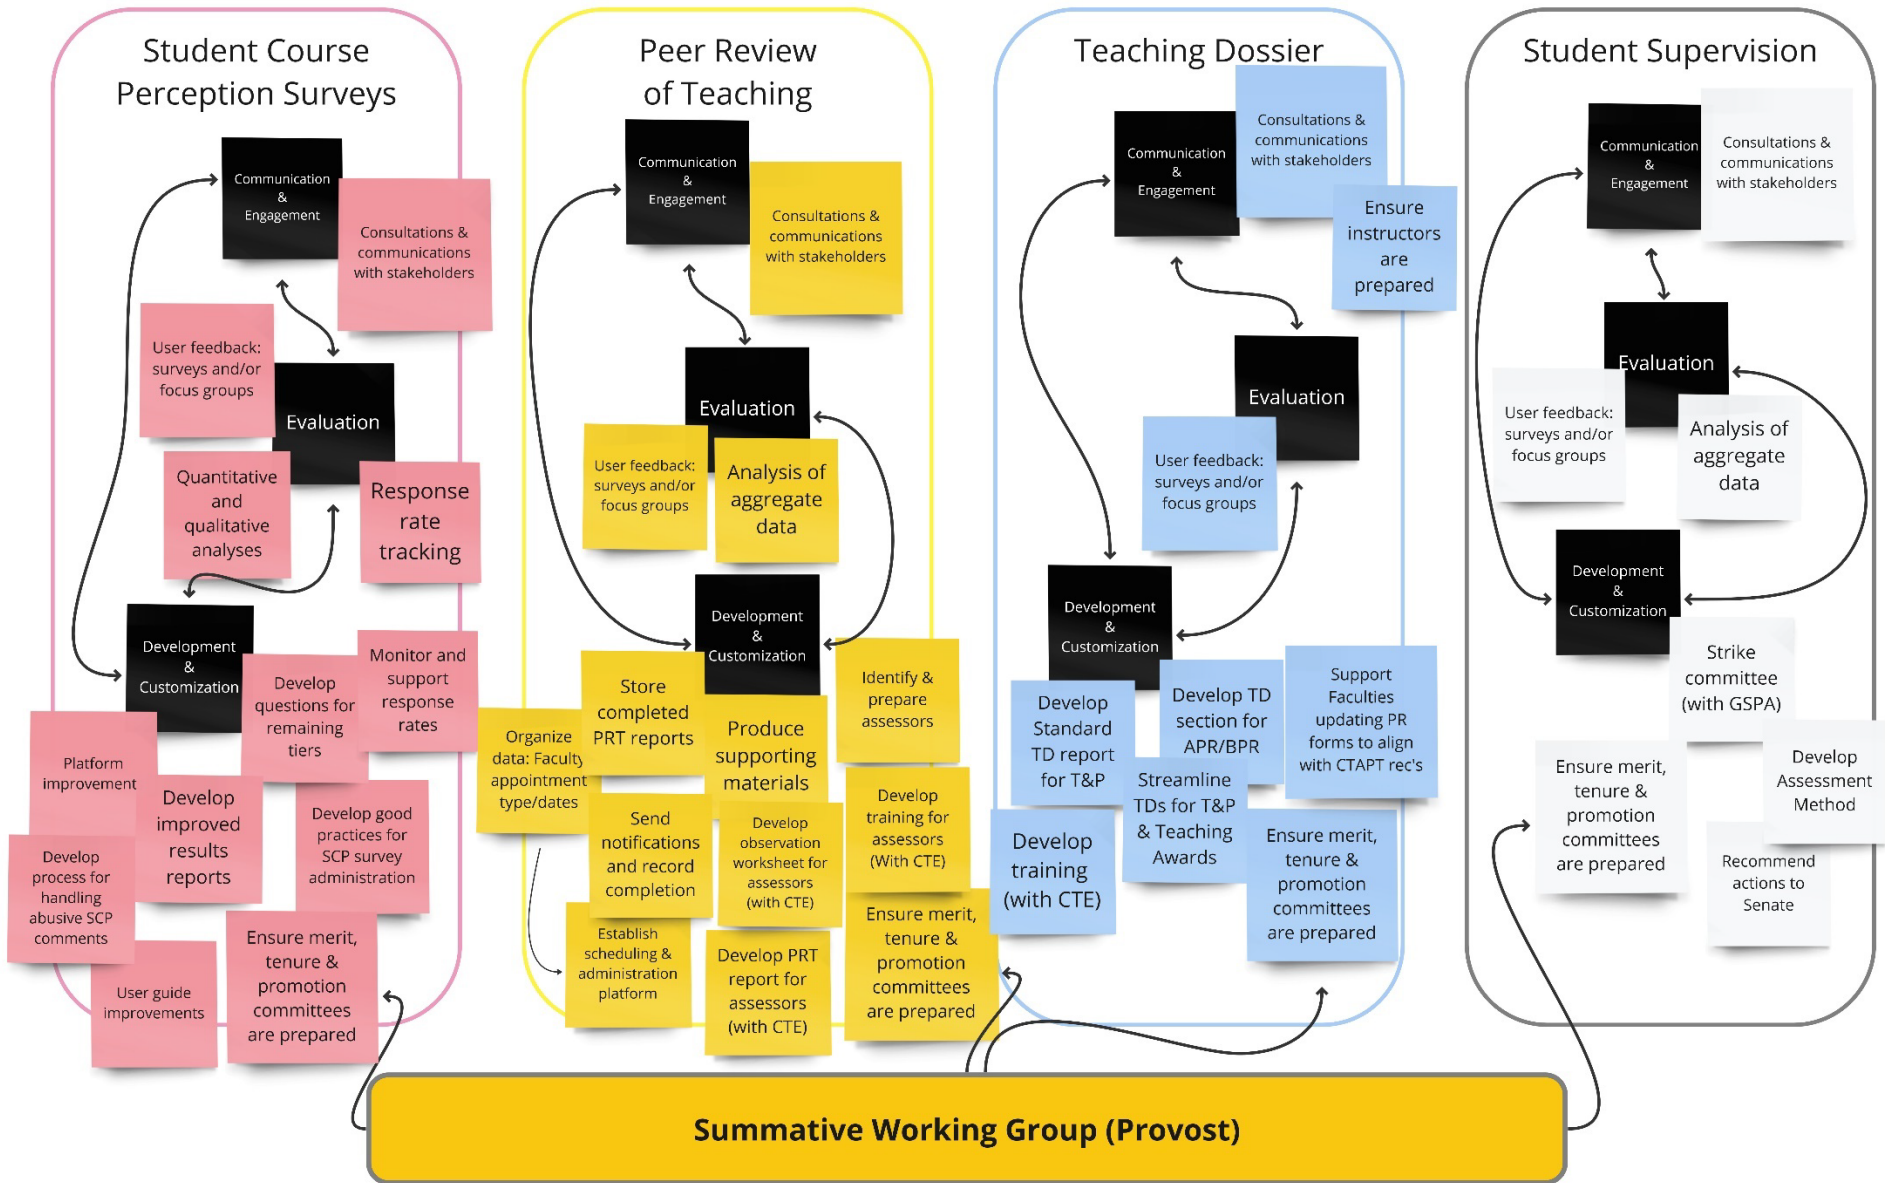 Student Course
Perception Surveys
Communication
&
Engagement
Consultations &
communications
with stakeholders
User feedback:
surveys and/or
focus groups
Evaluation
Quantitative
and
qualitative
analyses
Response
rate
tracking
Development
&
Customization
Develop
questions for
remaining
tiers
Monitor and
support
response
rates
Platform
improvement
Develop
improved
results
reports
Develop good
practices for
SCP survey
administration
Develop
process for
handling
abusive SCP
comments
User guide
improvements
Ensure merit,
tenure &
promotion
committees
are prepared
Peer Review
of Teaching
Communication
&
Engagement
Consultations &
communications
with stakeholders
Evaluation
User feedback:
surveys and/or
focus groups
Analysis of
aggregate
data
Development
&
Customization
Store
completed
PRT reports
Identify &
prepare
assessors
Organize
data: Faculty
appointment
type/dates
Produce
supporting
materials
Send
notifications
and record
completion
Develop
observation
worksheet for
assessors
(with CTE)
Develop
training for
assessors
(With CTE)
Establish
scheduling &
administration
platform
Develop PRT
report for
assessors
(with CTE)
Ensure merit,
tenure &
promotion
committees
are prepared
Teaching Dossier
Communication
&
Engagement
Consultations &
communications
with stakeholders
Ensure
instructors
are
prepared
Evaluation
User feedback:
surveys and/or
focus groups
Development
&
Customization
Develop
Standard
TD report
for T&P
Develop TD
section for
APR/BPR
Support
Faculties
updating PR
forms to align
with CTAPT rec's
Streamline
TDs for T&P
& Teaching
Awards
Develop
training
(with CTE)
Ensure merit,
tenure &
promotion
committees
are prepared
Student Supervision
Communication
&
Engagement
Consultations &
communications
with stakeholders
Evaluation
User feedback:
surveys and/or
focus groups
Analysis of
aggregate
data
Development
&
Customization
Strike
committee
(with GSPA)
Ensure merit,
tenure &
promotion
committees
are prepared
Develop
Assessment
Method
Recommend
actions to
Senate
Summative Working Group (Provost)